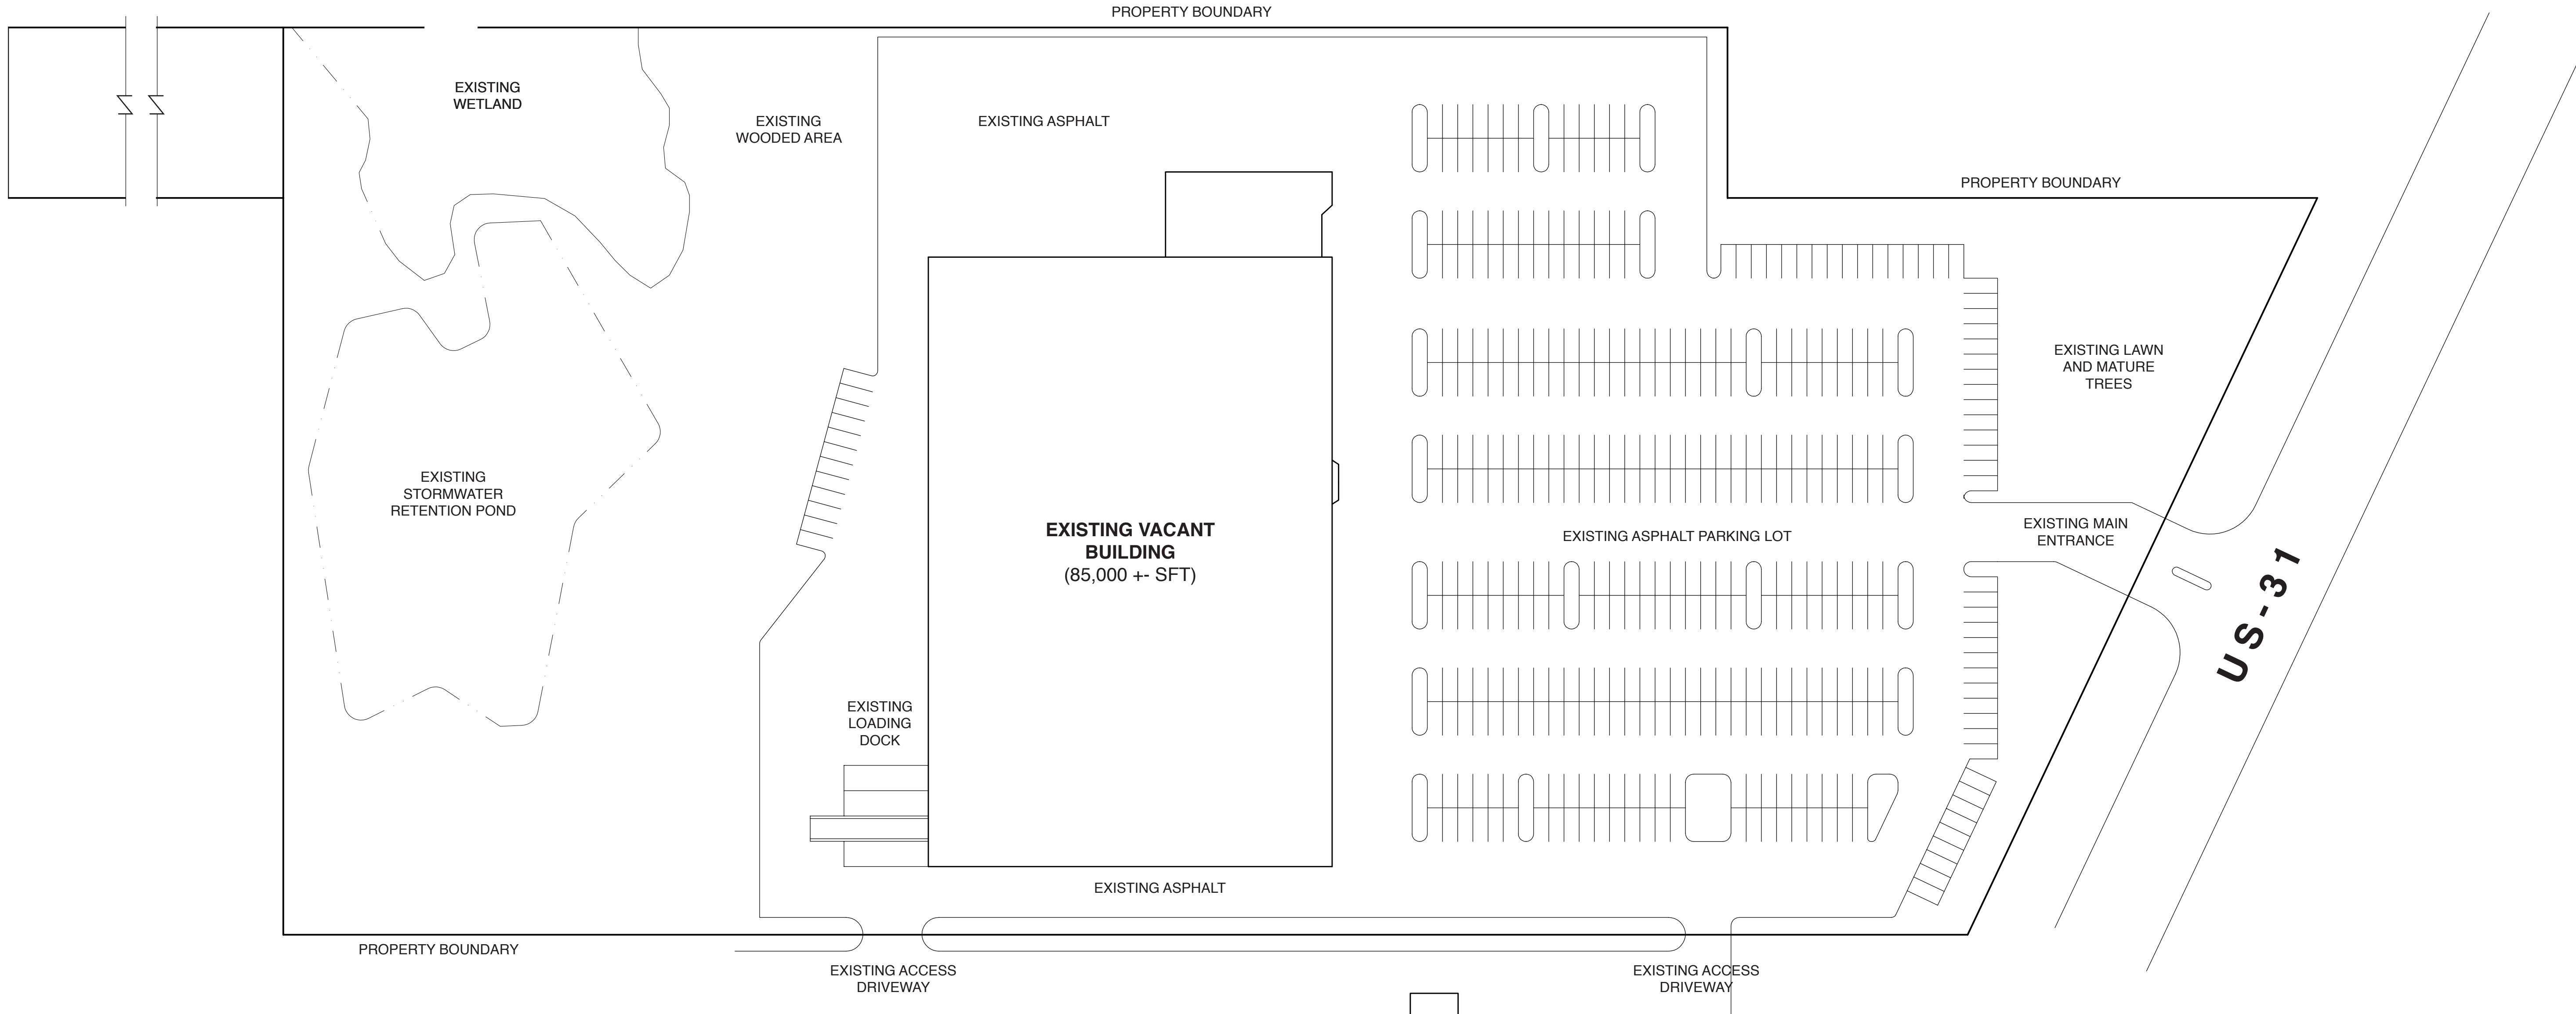 PROPERTY BOUNDARY
EXISTING
WETLAND
EXISTING
WOODED AREA
EXISTING ASPHALT
PROPERTY BOUNDARY
EXISTING LAWN
AND MATURE
TREES
EXISTING
STORMWATER
RETENTION POND
EXISTING VACANT
BUILDING
(85,000 +- SFT)
EXISTING ASPHALT PARKING LOT
EXISTING MAIN
ENTRANCE
US-31
EXISTING
LOADING
DOCK
EXISTING ASPHALT
PROPERTY BOUNDARY
EXISTING ACCESS
DRIVEWAY
EXISTING ACCESS
DRIVEWAY